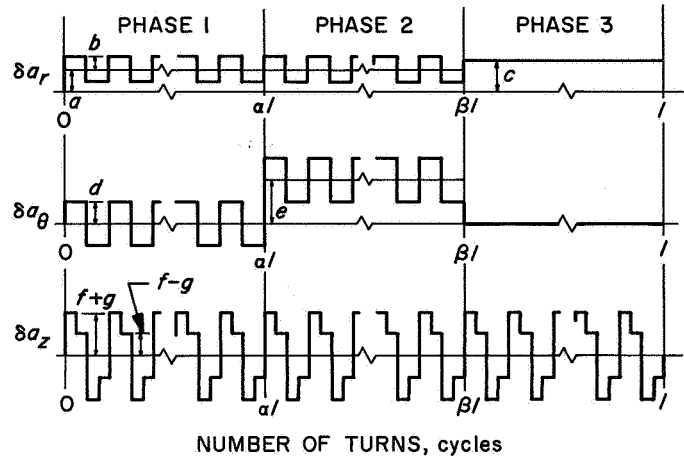 PHASE 1 PHASE 2 PHASE 3
b
δa_r
a
c
0 αl βl l
d
δa_θ
e
0 αl βl l
f-g
f+g
δa_z
0 αl βl l
NUMBER OF TURNS, cycles